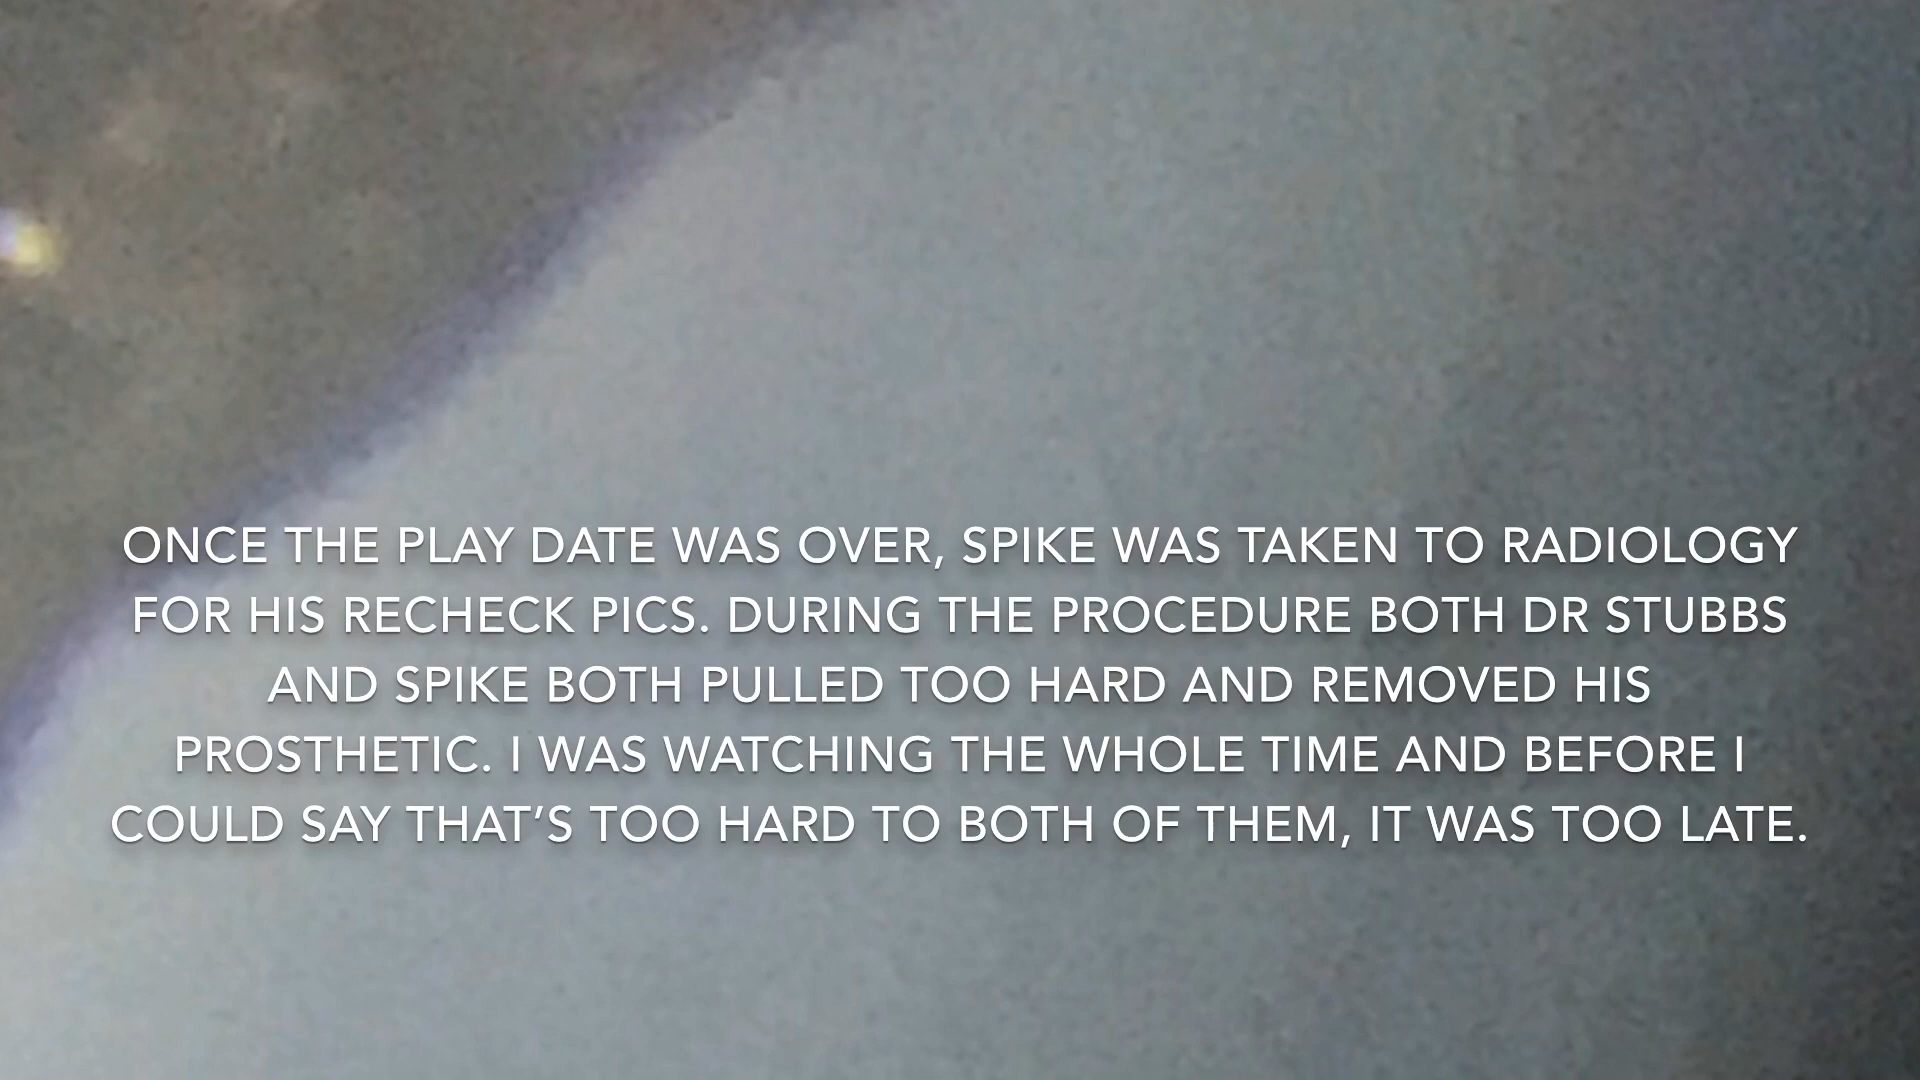 ONCE THE PLAY DATE WAS OVER, SPIKE WAS TAKEN TO RADIOLOGY
FOR HIS RECHECK PICS. DURING THE PROCEDURE BOTH DR STUBBS
AND SPIKE BOTH PULLED TOO HARD AND REMOVED HIS
PROSTHETIC. I WAS WATCHING THE WHOLE TIME AND BEFORE I
COULD SAY THAT’S TOO HARD TO BOTH OF THEM, IT WAS TOO LATE.